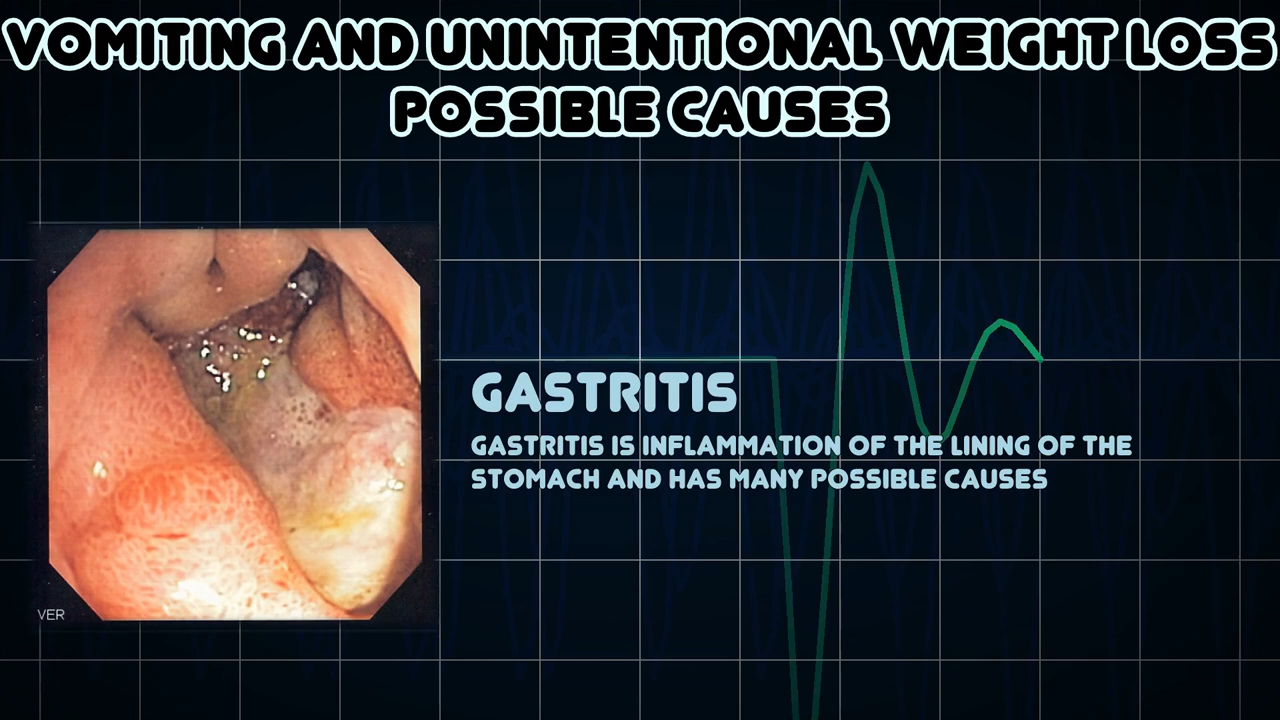 VOMITING AND UNINTENTIONAL WEIGHT LOSS
POSSIBLE CAUSES
GASTRITIS
GASTRITIS IS INFLAMMATION OF THE LINING OF THE
STOMACH AND HAS MANY POSSIBLE CAUSES
VER